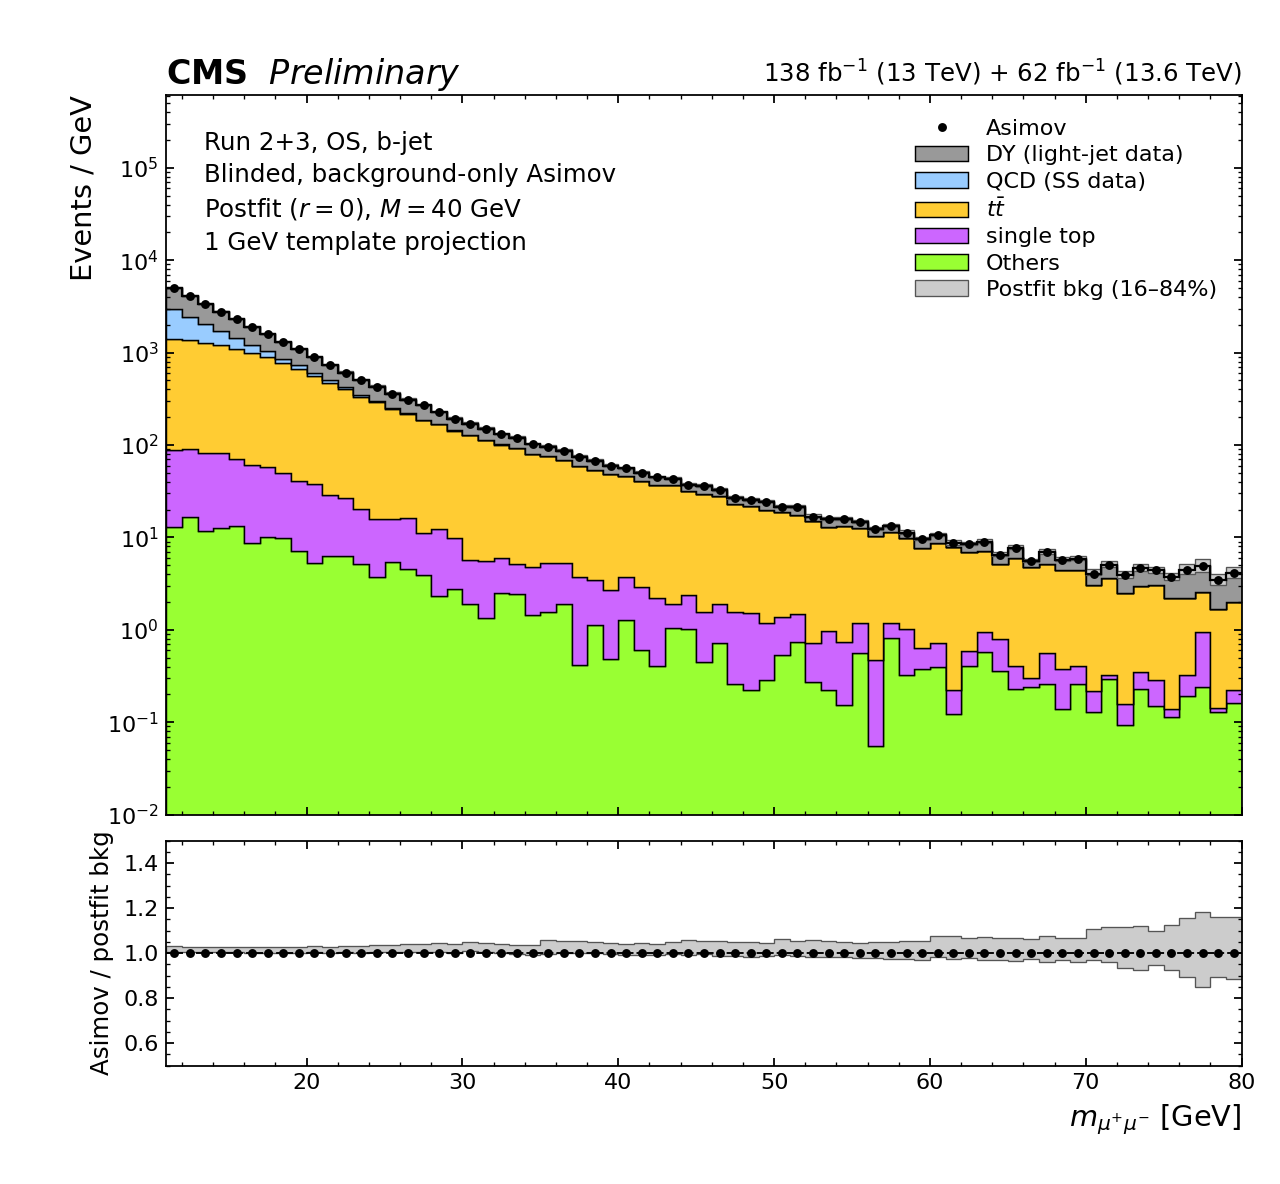 CMS Preliminary
138 fb⁻¹ (13 TeV) + 62 fb⁻¹ (13.6 TeV)
Events / GeV
Run 2+3, OS, b-jet
Blinded, background-only Asimov
Postfit (r = 0), M = 40 GeV
1 GeV template projection
Asimov
DY (light-jet data)
QCD (SS data)
tt̄
single top
Others
Postfit bkg (16–84%)
10⁵
10⁴
10³
10²
10¹
10⁰
10⁻¹
10⁻²
Asimov / postfit bkg
1.4
1.2
1.0
0.8
0.6
20 30 40 50 60 70 80
m_μ⁺μ⁻ [GeV]